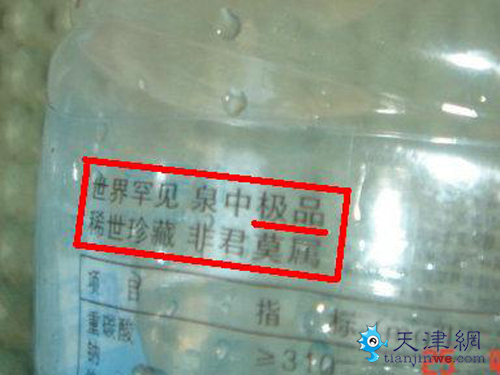 世界罕见 泉中极品
稀世珍藏 非君莫属
项目 指标
重碳酸
钠 ≥310
天津網
tianjinwe.com